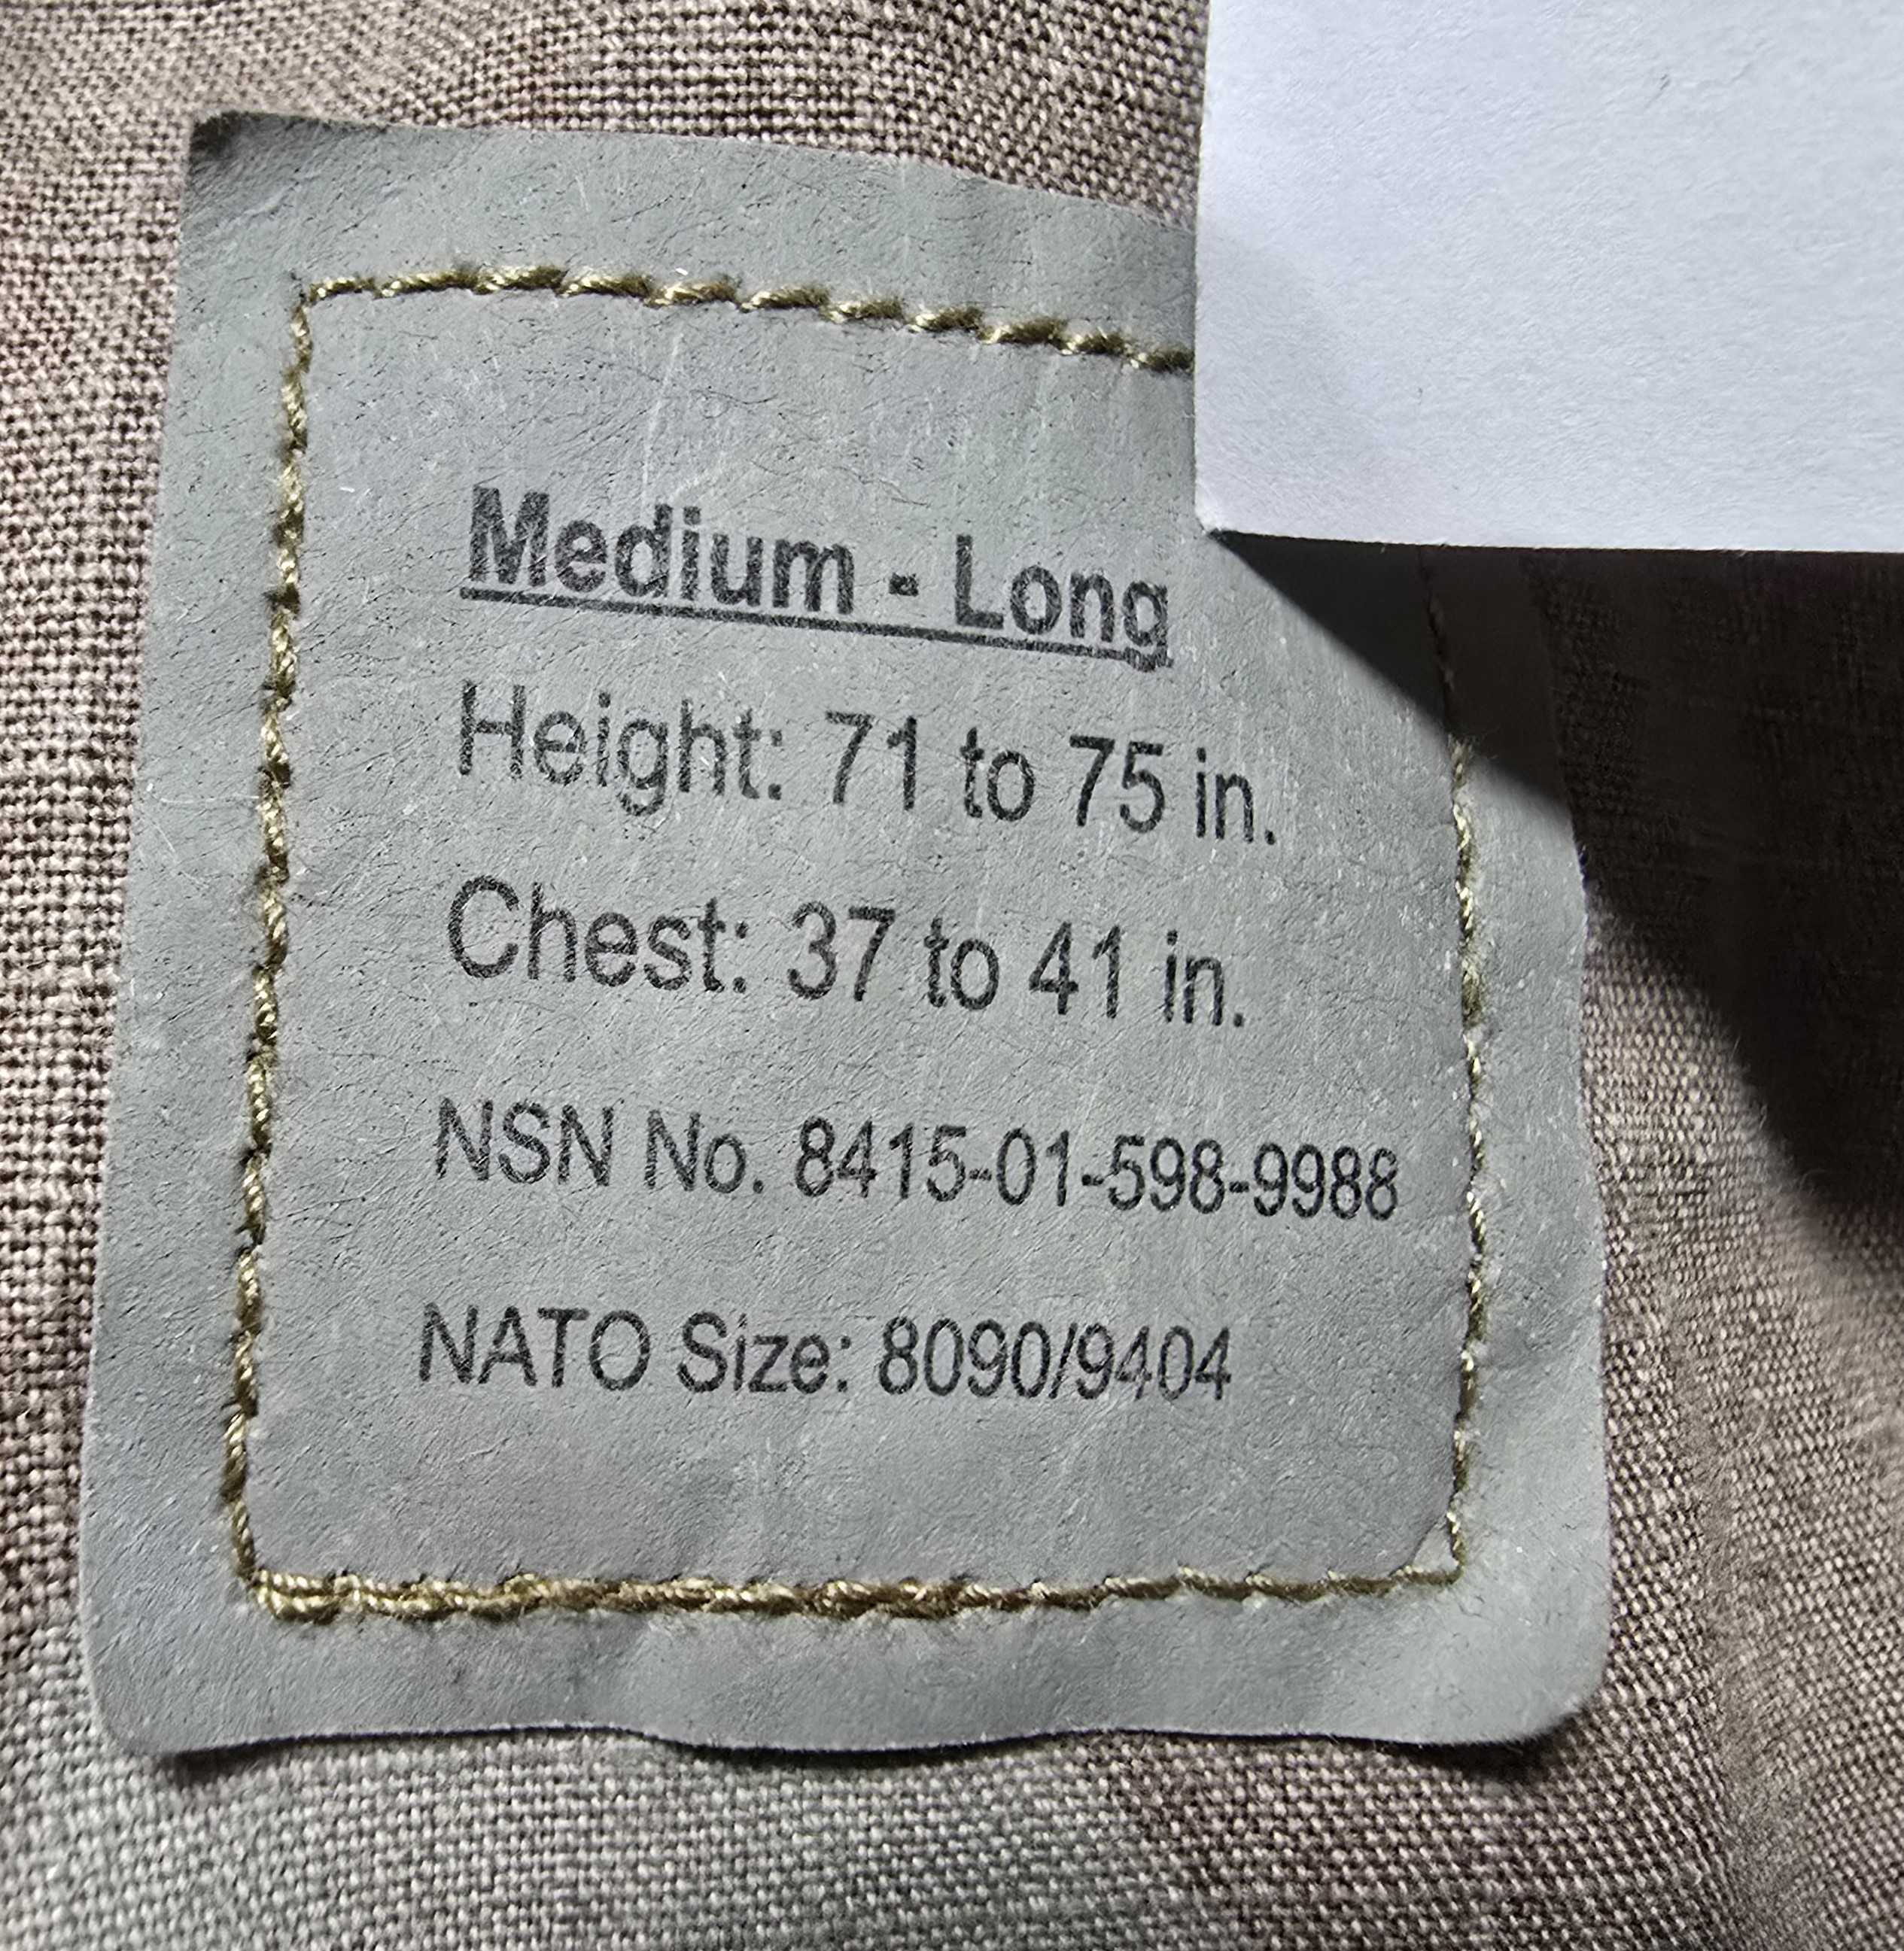 Medium - Long
Height: 71 to 75 in.
Chest: 37 to 41 in.
NSN No. 8415-01-598-9988
NATO Size: 8090/9404